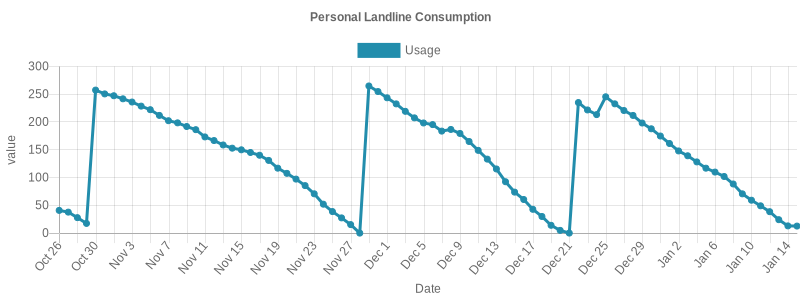 Personal Landline Consumption
Usage
300
250
200
150
100
50
0
value
Oct 26
Oct 30
Nov 3
Nov 7
Nov 11
Nov 15
Nov 19
Nov 23
Nov 27
Dec 1
Dec 5
Dec 9
Dec 13
Dec 17
Dec 21
Dec 25
Dec 29
Jan 2
Jan 6
Jan 10
Jan 14
Date